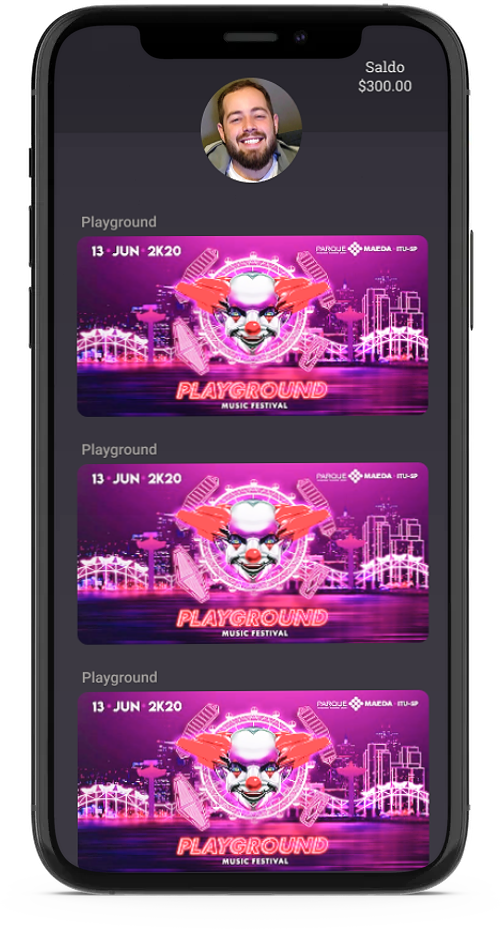 Saldo
$300.00
Playground
13 · JUN · 2K20
PARQUE MAEDA · ITU-SP
PLAYGROUND
MUSIC FESTIVAL
Playground
13 · JUN · 2K20
PARQUE MAEDA · ITU-SP
PLAYGROUND
MUSIC FESTIVAL
Playground
13 · JUN · 2K20
PARQUE MAEDA · ITU-SP
PLAYGROUND
MUSIC FESTIVAL